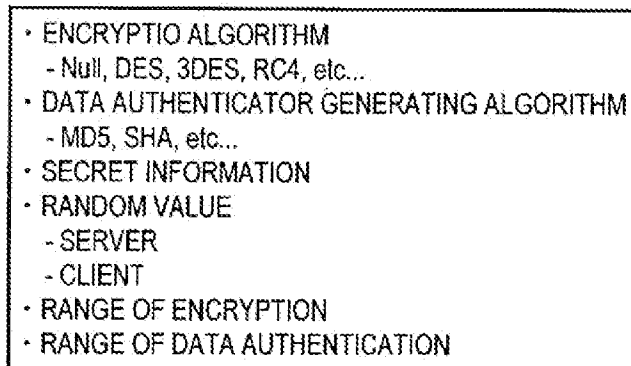 · ENCRYPTIO ALGORITHM
- Null, DES, 3DES, RC4, etc...
· DATA AUTHENTICATOR GENERATING ALGORITHM
- MD5, SHA, etc...
· SECRET INFORMATION
· RANDOM VALUE
- SERVER
- CLIENT
· RANGE OF ENCRYPTION
· RANGE OF DATA AUTHENTICATION